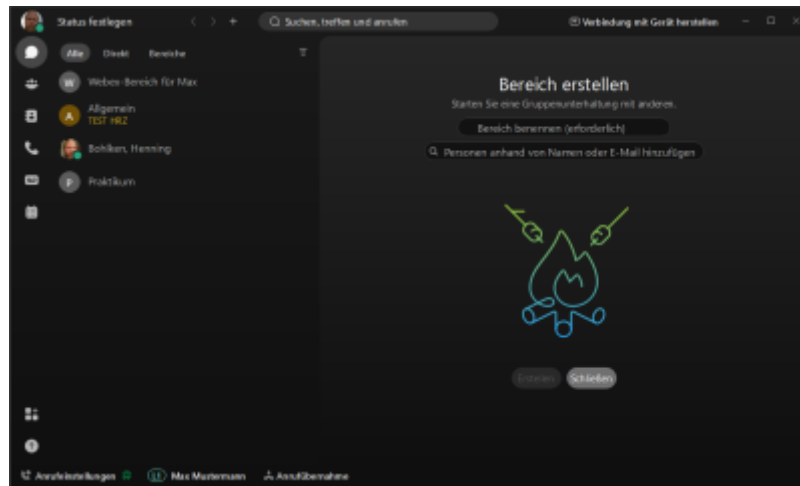 Status festlegen
Suchen, treffen und anrufen
Verbindung mit Gerät herstellen
Alle Direkt Bereiche
W Webex-Bereich für Max
A Allgemein
TEST HRZ
Bohlken, Henning
P Praktikum
Bereich erstellen
Starten Sie eine Gruppenunterhaltung mit anderen.
Bereich benennen (erforderlich)
Personen anhand von Namen oder E-Mail hinzufügen
Erstellen Schließen
Anrufeinstellungen L1 Max Mustermann Anrufübernahme